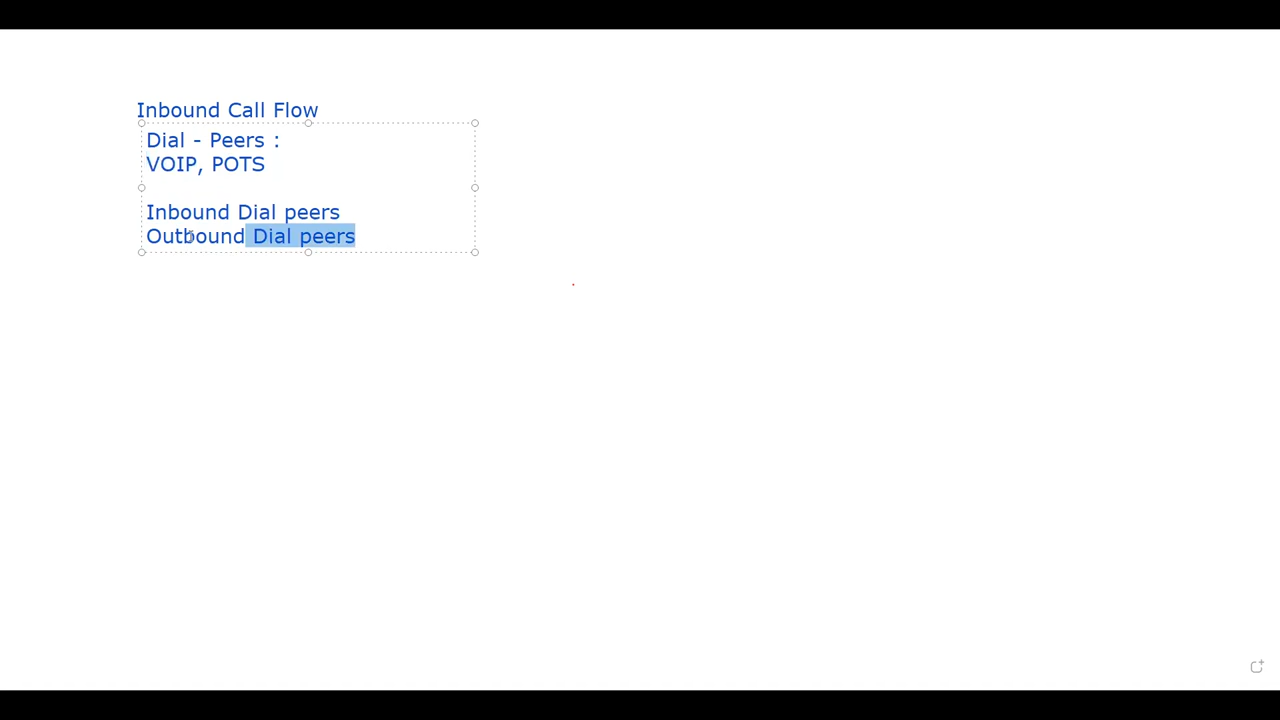 Inbound Call Flow
Dial - Peers :
VOIP, POTS
Inbound Dial peers
Outbound Dial peers